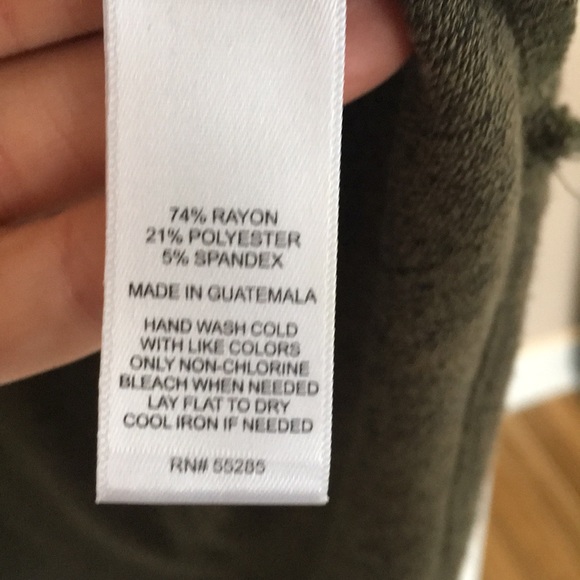 74% RAYON
21% POLYESTER
5% SPANDEX
MADE IN GUATEMALA
HAND WASH COLD
WITH LIKE COLORS
ONLY NON-CHLORINE
BLEACH WHEN NEEDED
LAY FLAT TO DRY
COOL IRON IF NEEDED
RN# 55285